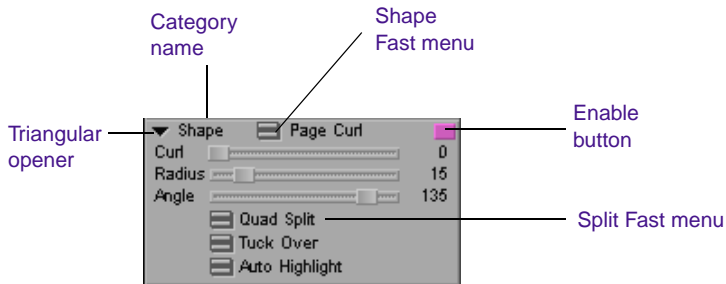 Category
name
Shape
Fast menu
Triangular
opener
Enable
button
Shape Page Curl
Curl 0
Radius 15
Angle 135
Quad Split
Split Fast menu
Tuck Over
Auto Highlight